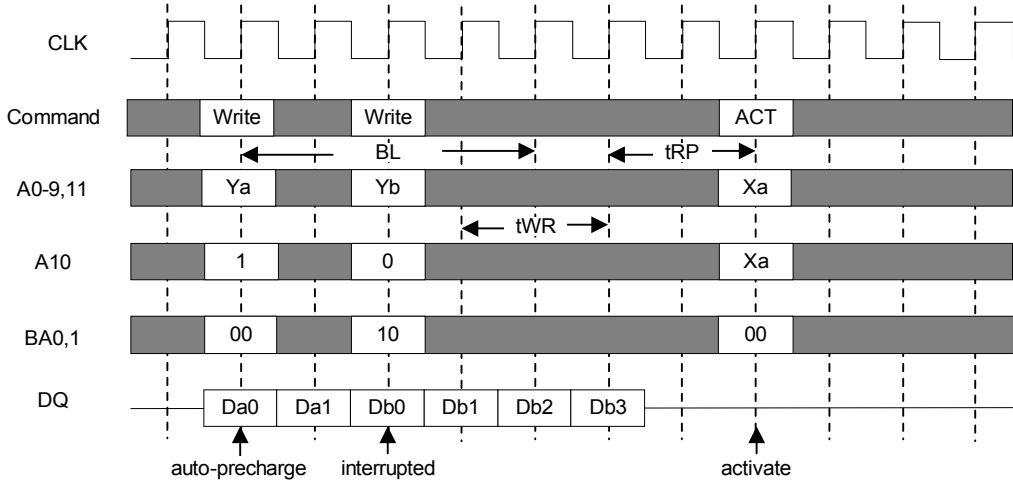 CLK
Command Write Write ACT
BL tRP
A0-9,11 Ya Yb Xa
tWR
A10 1 0 Xa
BA0,1 00 10 00
DQ Da0 Da1 Db0 Db1 Db2 Db3
auto-precharge interrupted activate